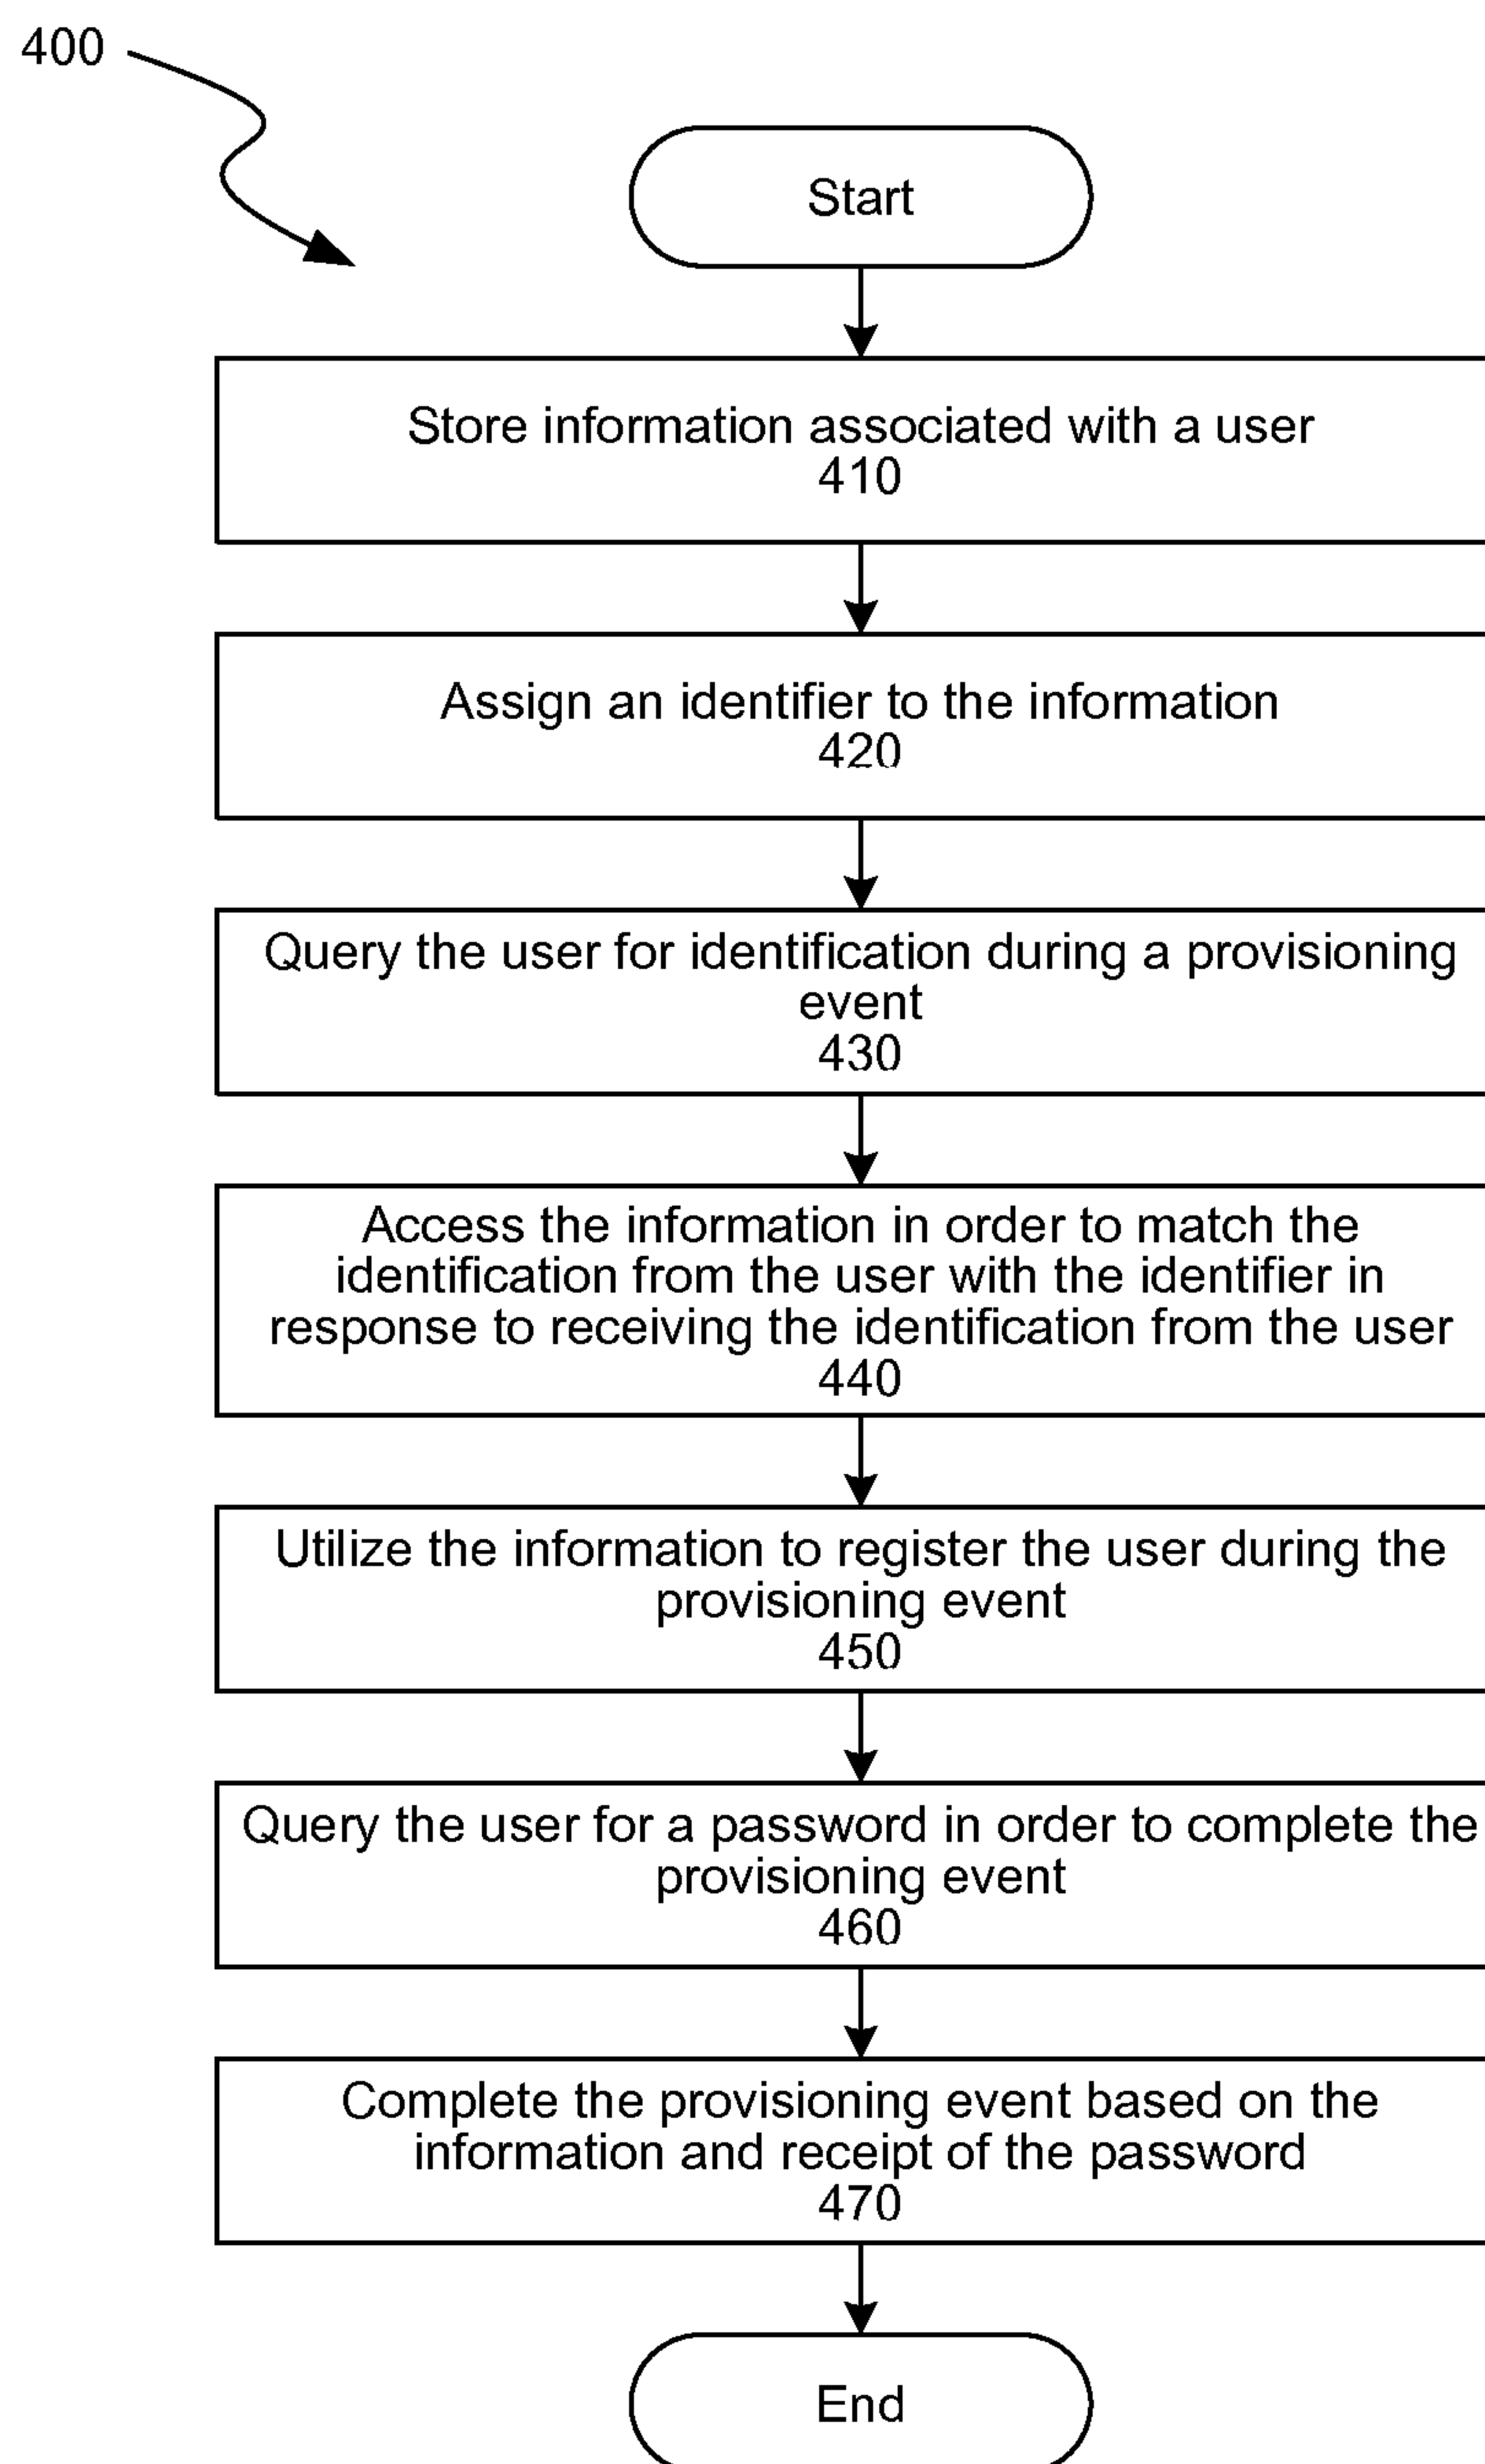 400
Start
Store information associated with a user
410
Assign an identifier to the information
420
Query the user for identification during a provisioning
event
430
Access the information in order to match the
identification from the user with the identifier in
response to receiving the identification from the user
440
Utilize the information to register the user during the
provisioning event
450
Query the user for a password in order to complete the
provisioning event
460
Complete the provisioning event based on the
information and receipt of the password
470
End